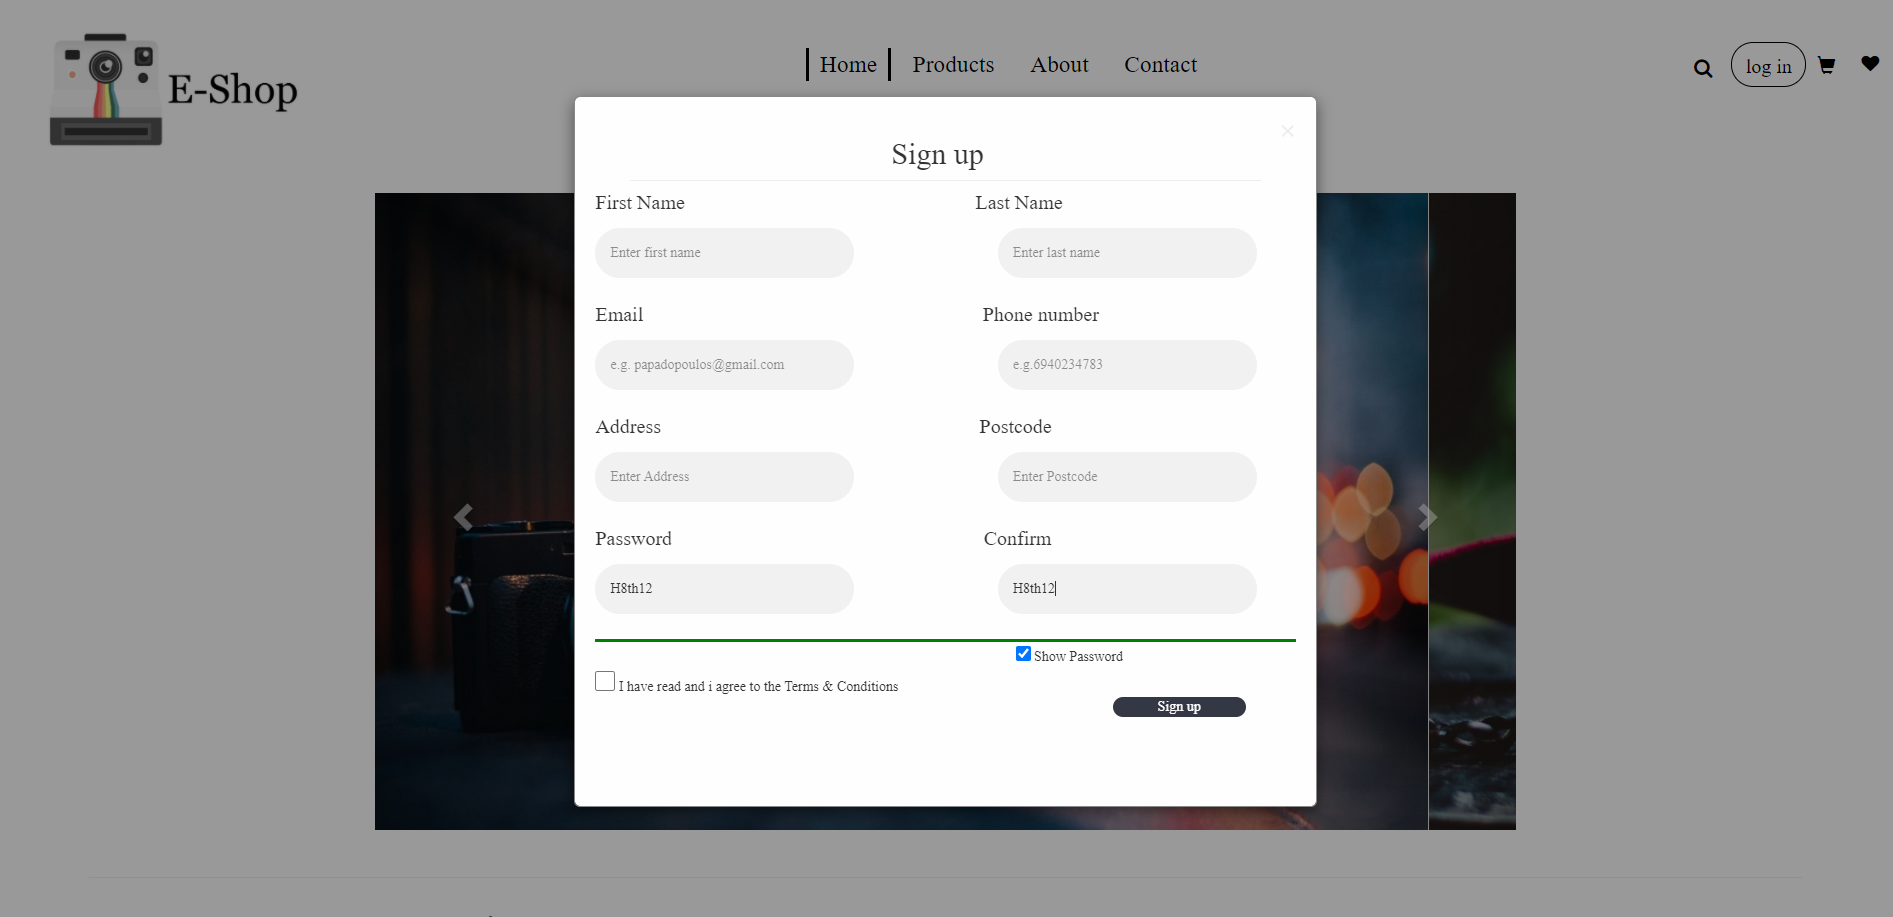 E-Shop
Home Products About Contact
log in
×
Sign up
First Name Last Name
Enter first name Enter last name
Email Phone number
e.g. papadopoulos@gmail.com e.g.6940234783
Address Postcode
Enter Address Enter Postcode
Password Confirm
H8th12 H8th12
Show Password
I have read and i agree to the Terms & Conditions
Sign up